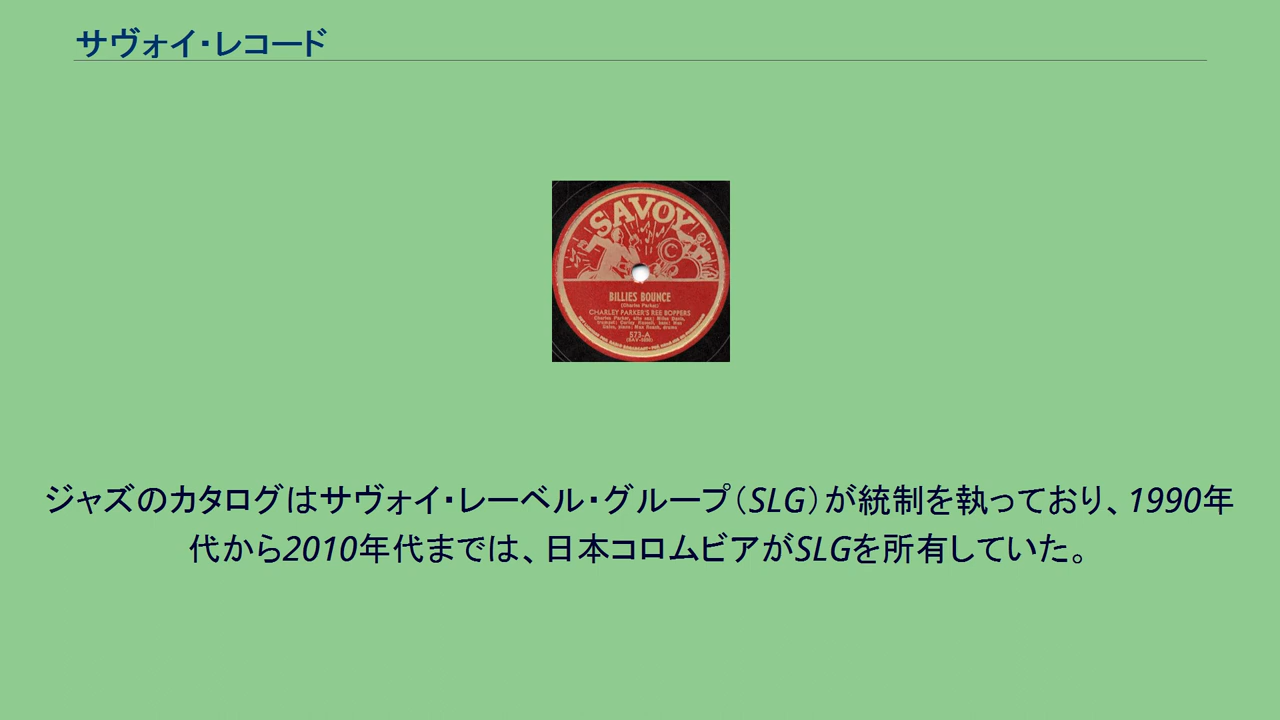 サヴォイ・レコード
SAVOY
BILLIES BOUNCE
(Charles Parker)
CHARLEY PARKER'S REE BOPPERS
573-A
ジャズのカタログはサヴォイ・レーベル・グループ（SLG）が統制を執っており、1990年
代から2010年代までは、日本コロムビアがSLGを所有していた。